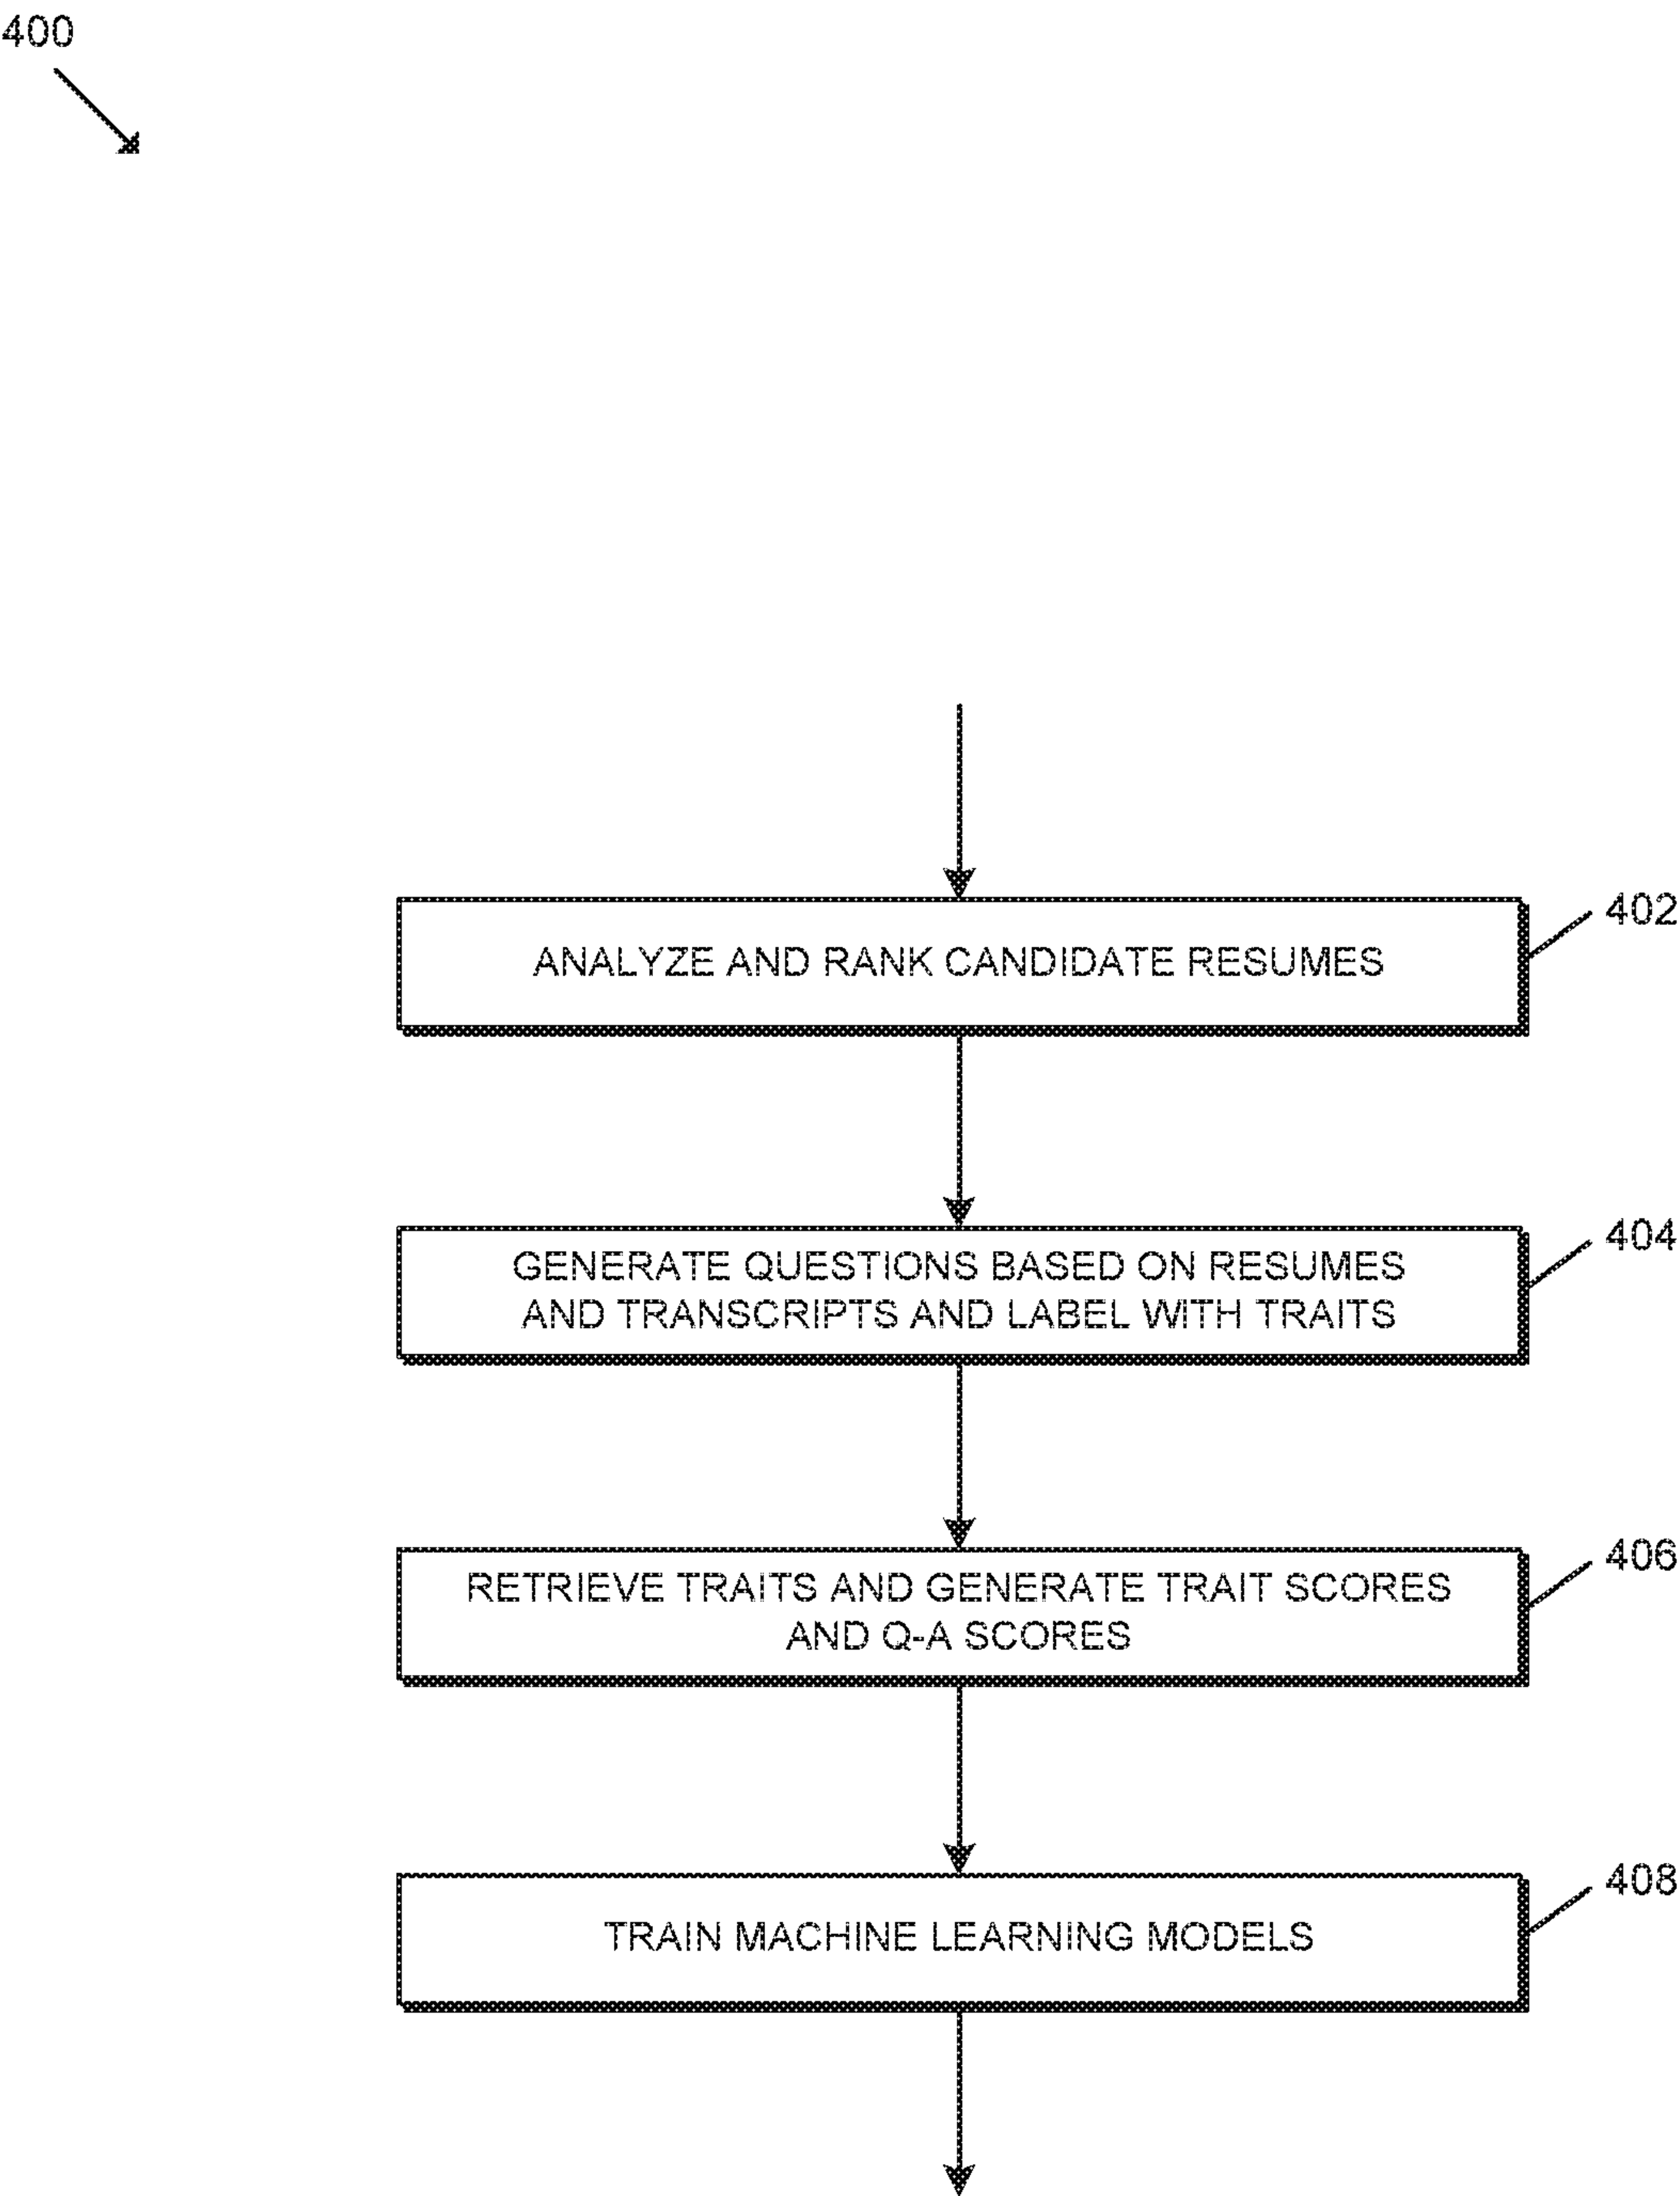 400
402
ANALYZE AND RANK CANDIDATE RESUMES
404
GENERATE QUESTIONS BASED ON RESUMES
AND TRANSCRIPTS AND LABEL WITH TRAITS
406
RETRIEVE TRAITS AND GENERATE TRAIT SCORES
AND Q-A SCORES
408
TRAIN MACHINE LEARNING MODELS